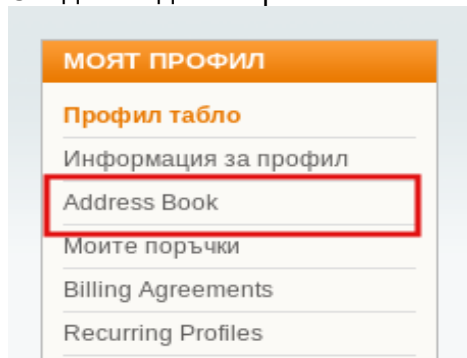 МОЯТ ПРОФИЛ
Профил табло
Информация за профил
Address Book
Моите поръчки
Billing Agreements
Recurring Profiles